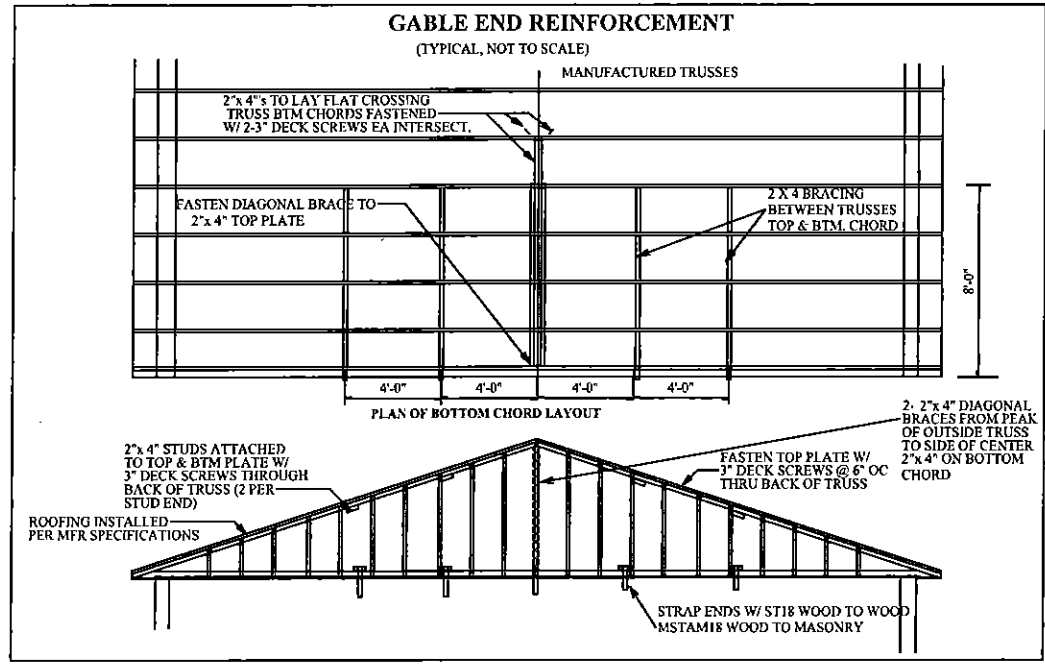 GABLE END REINFORCEMENT
(TYPICAL, NOT TO SCALE)
MANUFACTURED TRUSSES
2"x 4"'s TO LAY FLAT CROSSING
TRUSS BTM CHORDS FASTENED
W/ 2-3" DECK SCREWS EA INTERSECT.
FASTEN DIAGONAL BRACE TO
2"x 4" TOP PLATE
2 X 4 BRACING
BETWEEN TRUSSES
TOP & BTM. CHORD
8'-0"
4'-0"
4'-0"
4'-0"
4'-0"
PLAN OF BOTTOM CHORD LAYOUT
2"x 4" STUDS ATTACHED
TO TOP & BTM PLATE W/
3" DECK SCREWS THROUGH
BACK OF TRUSS (2 PER
STUD END)
ROOFING INSTALLED
PER MFR SPECIFICATIONS
FASTEN TOP PLATE W/
3" DECK SCREWS @ 6" OC
THRU BACK OF TRUSS
2- 2"x 4" DIAGONAL
BRACES FROM PEAK
OF OUTSIDE TRUSS
TO SIDE OF CENTER
2"x 4" ON BOTTOM
CHORD
STRAP ENDS W/ ST18 WOOD TO WOOD
MSTAM18 WOOD TO MASONRY